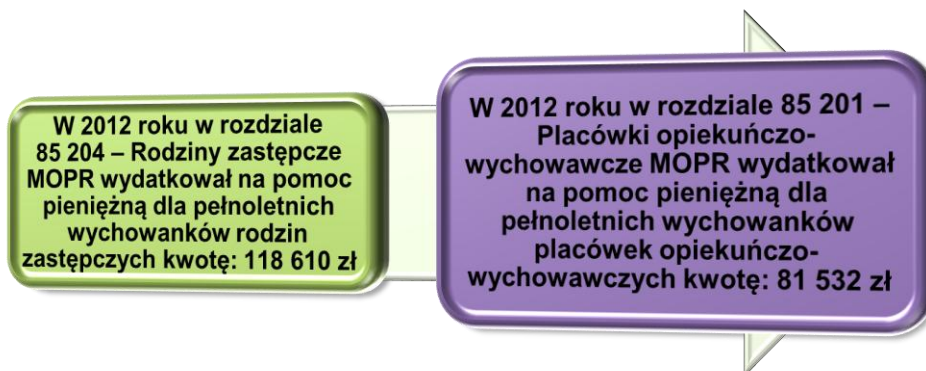 W 2012 roku w rozdziale
85 204 – Rodziny zastępcze
MOPR wydatkował na pomoc
pieniężną dla pełnoletnich
wychowanków rodzin
zastępczych kwotę: 118 610 zł
W 2012 roku w rozdziale 85 201 –
Placówki opiekuńczo-
wychowawcze MOPR wydatkował
na pomoc pieniężną dla
pełnoletnich wychowanków
placówek opiekuńczo-
wychowawczych kwotę: 81 532 zł